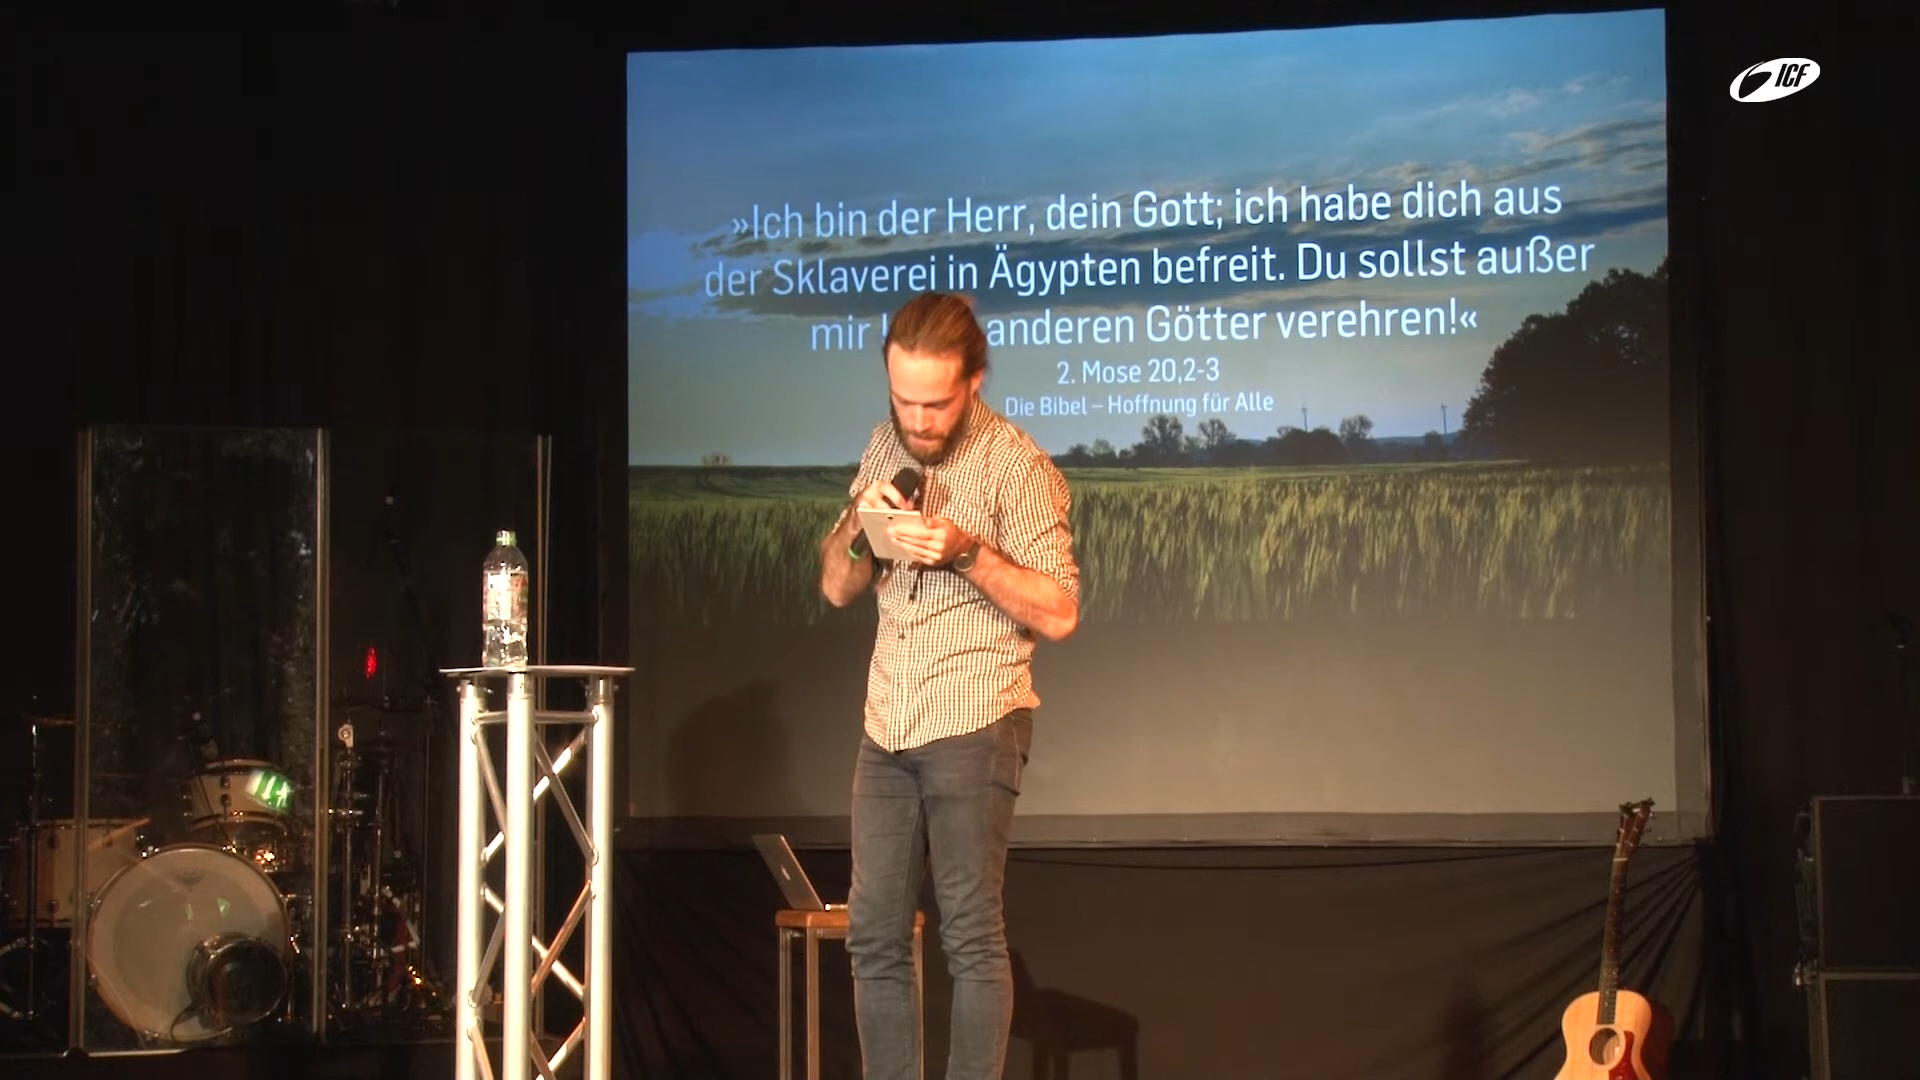 ICF
»Ich bin der Herr, dein Gott; ich habe dich aus
der Sklaverei in Ägypten befreit. Du sollst außer
mir anderen Götter verehren!«
2. Mose 20,2-3
Die Bibel – Hoffnung für Alle